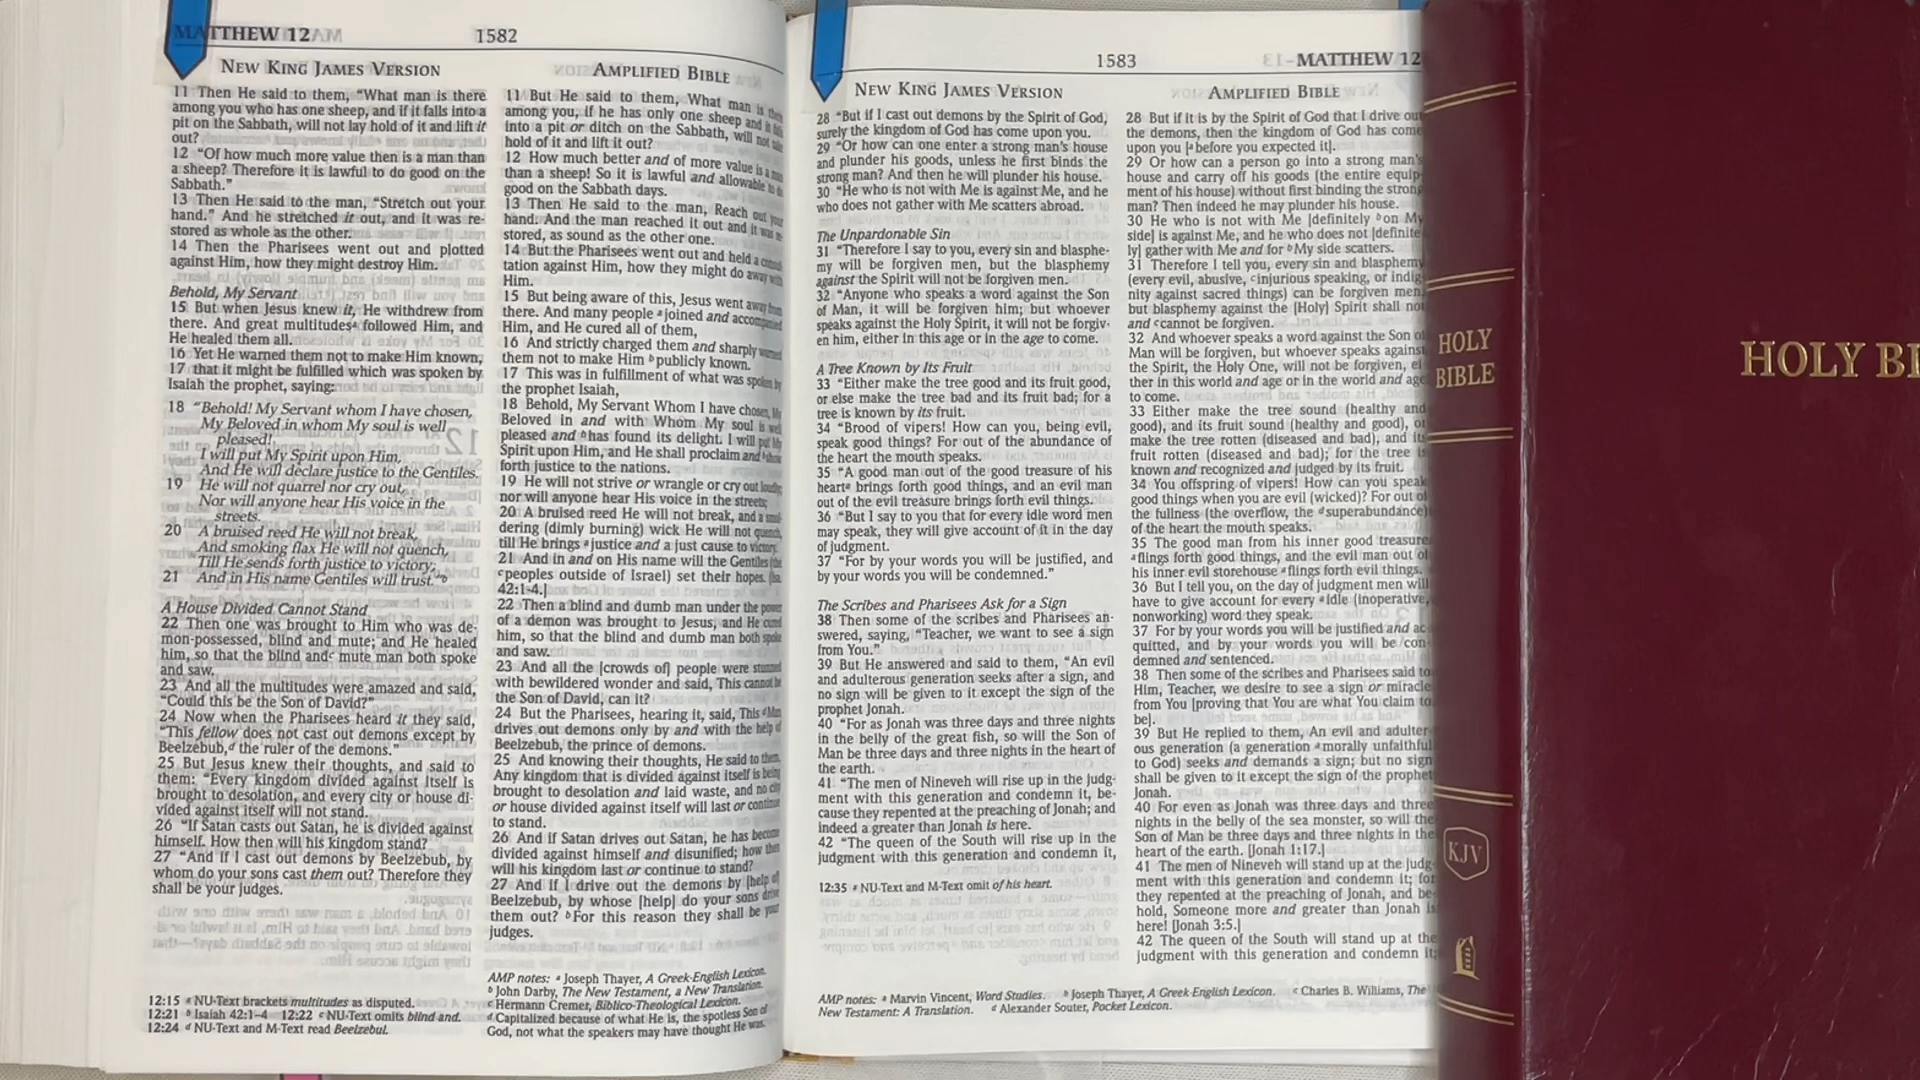 MATTHEW 12
1582
NEW KING JAMES VERSION
11 Then He said to them, “What man is there
among you who has one sheep, and if it falls into a
pit on the Sabbath, will not lay hold of it and lift it
out?
12 “Of how much more value then is a man than
a sheep? Therefore it is lawful to do good on the
Sabbath.”
13 Then He said to the man, “Stretch out your
hand.” And he stretched it out, and it was re-
stored as whole as the other.
14 Then the Pharisees went out and plotted
against Him, how they might destroy Him.
Behold, My Servant
15 But when Jesus knew it, He withdrew from
there. And great multitudesᵃ followed Him, and
He healed them all.
16 Yet He warned them not to make Him known,
17 that it might be fulfilled which was spoken by
Isaiah the prophet, saying:
18 “Behold! My Servant whom I have chosen,
My Beloved in whom My soul is well
pleased!
I will put My Spirit upon Him,
And He will declare justice to the Gentiles.
19 He will not quarrel nor cry out,
Nor will anyone hear His voice in the
streets.
20 A bruised reed He will not break,
And smoking flax He will not quench,
Till He sends forth justice to victory;
21 And in His name Gentiles will trust.”ᵇ
A House Divided Cannot Stand
22 Then one was brought to Him who was de-
mon-possessed, blind and mute; and He healed
him, so that the blind andᶜ mute man both spoke
and saw.
23 And all the multitudes were amazed and said,
“Could this be the Son of David?”
24 Now when the Pharisees heard it they said,
“This fellow does not cast out demons except by
Beelzebub,ᵈ the ruler of the demons.”
25 But Jesus knew their thoughts, and said to
them: “Every kingdom divided against itself is
brought to desolation, and every city or house di-
vided against itself will not stand.
26 “If Satan casts out Satan, he is divided against
himself. How then will his kingdom stand?
27 “And if I cast out demons by Beelzebub, by
whom do your sons cast them out? Therefore they
shall be your judges.
12:15 ᵃ NU-Text brackets multitudes as disputed.
12:21 ᵇ Isaiah 42:1–4 12:22 ᶜ NU-Text omits blind and.
12:24 ᵈ NU-Text and M-Text read Beelzebul.
AMPLIFIED BIBLE
11 But He said to them, What man is
among you, if he has only one sheep and
into a pit or ditch on the Sabbath, will not
hold of it and lift it out?
12 How much better and of more value is a
than a sheep! So it is lawful and allowable to
good on the Sabbath days.
13 Then He said to the man, Reach out your
hand. And the man reached it out and it was
stored, as sound as the other one.
14 But the Pharisees went out and held a
tation against Him, how they might do away with
Him.
15 But being aware of this, Jesus went away from
there. And many people ᵃjoined and accompanied
Him, and He cured all of them,
16 And strictly charged them and sharply warned
them not to make Him ᵇpublicly known.
17 This was in fulfillment of what was spoken by
the prophet Isaiah,
18 Behold, My Servant Whom I have chosen, My
Beloved in and with Whom My soul is well
pleased and ᵇhas found its delight. I will put My
Spirit upon Him, and He shall proclaim and
forth justice to the nations.
19 He will not strive or wrangle or cry out loudly;
nor will anyone hear His voice in the streets;
20 A bruised reed He will not break, and a
dering (dimly burning) wick He will not quench,
till He brings ᵃjustice and a just cause to victory.
21 And in and on His name will the Gentiles (the
ᶜpeoples outside of Israel) set their hopes.
42:1-4.]
22 Then a blind and dumb man under the power
of a demon was brought to Jesus, and He cured
him, so that the blind and dumb man both spoke
and saw.
23 And all the [crowds of] people were stunned
with bewildered wonder and said, This cannot be
the Son of David, can It?
24 But the Pharisees, hearing it, said, This ᵈMan
drives out demons only by and with the help of
Beelzebub, the prince of demons.
25 And knowing their thoughts, He said to them,
Any kingdom that is divided against itself is being
brought to desolation and laid waste, and no city
or house divided against itself will last or continue
to stand.
26 And if Satan drives out Satan, he has become
divided against himself and disunified; how then
will his kingdom last or continue to stand?
27 And if I drive out the demons by [help of]
Beelzebub, by whose [help] do your sons drive
them out? ᵇFor this reason they shall be your
judges.
AMP notes: ᵃ Joseph Thayer, A Greek-English Lexicon.
ᵇ John Darby, The New Testament, a New Translation.
ᶜ Hermann Cremer, Biblico-Theological Lexicon.
ᵈ Capitalized because of what He is, the spotless Son of
God, not what the speakers may have thought He was.
1583
MATTHEW 12
NEW KING JAMES VERSION
28 “But if I cast out demons by the Spirit of God,
surely the kingdom of God has come upon you.
29 “Or how can one enter a strong man's house
and plunder his goods, unless he first binds the
strong man? And then he will plunder his house.
30 “He who is not with Me is against Me, and he
who does not gather with Me scatters abroad.
The Unpardonable Sin
31 “Therefore I say to you, every sin and blasphe-
my will be forgiven men, but the blasphemy
against the Spirit will not be forgiven men.
32 “Anyone who speaks a word against the Son
of Man, it will be forgiven him; but whoever
speaks against the Holy Spirit, it will not be forgiv-
en him, either in this age or in the age to come.
A Tree Known by Its Fruit
33 “Either make the tree good and its fruit good,
or else make the tree bad and its fruit bad; for a
tree is known by its fruit.
34 “Brood of vipers! How can you, being evil,
speak good things? For out of the abundance of
the heart the mouth speaks.
35 “A good man out of the good treasure of his
heartᵃ brings forth good things, and an evil man
out of the evil treasure brings forth evil things.
36 “But I say to you that for every idle word men
may speak, they will give account of it in the day
of judgment.
37 “For by your words you will be justified, and
by your words you will be condemned.”
The Scribes and Pharisees Ask for a Sign
38 Then some of the scribes and Pharisees an-
swered, saying, “Teacher, we want to see a sign
from You.”
39 But He answered and said to them, “An evil
and adulterous generation seeks after a sign, and
no sign will be given to it except the sign of the
prophet Jonah.
40 “For as Jonah was three days and three nights
in the belly of the great fish, so will the Son of
Man be three days and three nights in the heart of
the earth.
41 “The men of Nineveh will rise up in the judg-
ment with this generation and condemn it, be-
cause they repented at the preaching of Jonah; and
indeed a greater than Jonah is here.
42 “The queen of the South will rise up in the
judgment with this generation and condemn it,
12:35 ᵃ NU-Text and M-Text omit of his heart.
AMPLIFIED BIBLE
28 But if it is by the Spirit of God that I drive out
the demons, then the kingdom of God has come
upon you [ᵃbefore you expected it].
29 Or how can a person go into a strong man's
house and carry off his goods (the entire equip-
ment of his house) without first binding the strong
man? Then indeed he may plunder his house.
30 He who is not with Me [definitely ᵇon My
side] is against Me, and he who does not [definite-
ly] gather with Me and for ᵇMy side scatters.
31 Therefore I tell you, every sin and blasphemy
(every evil, abusive, ᶜinjurious speaking, or indig-
nity against sacred things) can be forgiven men,
but blasphemy against the [Holy] Spirit shall not
and ᶜcannot be forgiven.
32 And whoever speaks a word against the Son of
Man will be forgiven, but whoever speaks against
the Spirit, the Holy One, will not be forgiven, ei
ther in this world and age or in the world and age
to come.
33 Either make the tree sound (healthy and
good), and its fruit sound (healthy and good), or
make the tree rotten (diseased and bad), and its
fruit rotten (diseased and bad); for the tree is
known and recognized and judged by its fruit.
34 You offspring of vipers! How can you speak
good things when you are evil (wicked)? For out of
the fullness (the overflow, the ᵈsuperabundance)
of the heart the mouth speaks.
35 The good man from his inner good treasure
ᵃflings forth good things, and the evil man out of
his inner evil storehouse ᵃflings forth evil things.
36 But I tell you, on the day of judgment men will
have to give account for every ᵃidle (inoperative,
nonworking) word they speak.
37 For by your words you will be justified and ac-
quitted, and by your words you will be con-
demned and sentenced.
38 Then some of the scribes and Pharisees said to
Him, Teacher, we desire to see a sign or miracle
from You [proving that You are what You claim to
be].
39 But He replied to them, An evil and adulter-
ous generation (a generation ᵃmorally unfaithful
to God) seeks and demands a sign; but no sign
shall be given to it except the sign of the prophet
Jonah.
40 For even as Jonah was three days and three
nights in the belly of the sea monster, so will the
Son of Man be three days and three nights in the
heart of the earth. [Jonah 1:17.]
41 The men of Nineveh will stand up at the judg-
ment with this generation and condemn it; for
they repented at the preaching of Jonah, and be-
hold, Someone more and greater than Jonah is
here! [Jonah 3:5.]
42 The queen of the South will stand up at the
judgment with this generation and condemn it;
AMP notes: ᵃ Marvin Vincent, Word Studies. ᵇ Joseph Thayer, A Greek-English Lexicon. ᶜ Charles B. Williams, The
New Testament: A Translation. ᵈ Alexander Souter, Pocket Lexicon.
HOLY
BIBLE
KJV
HOLY BI